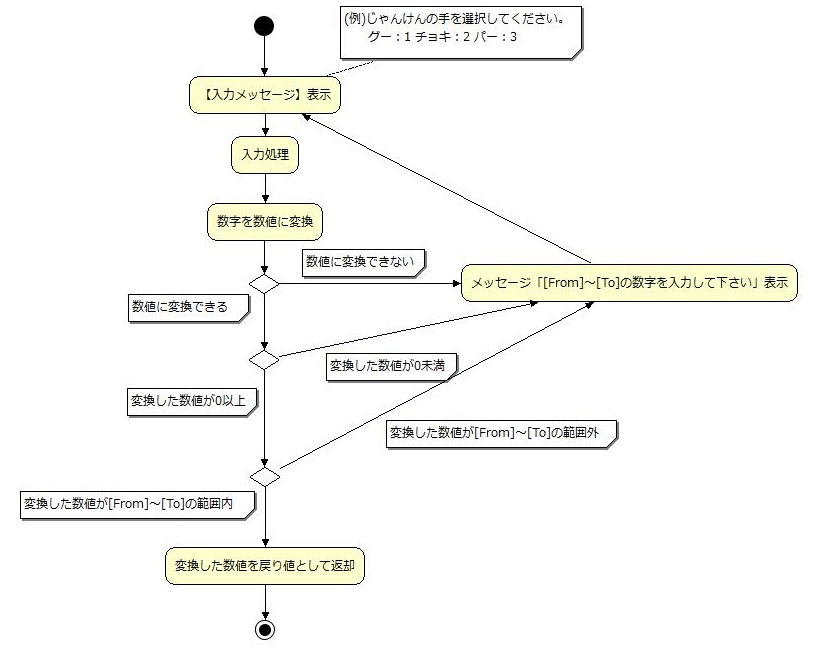 (例)じゃんけんの手を選択してください。
グー：1 チョキ：2 パー：3
【入力メッセージ】表示
入力処理
数字を数値に変換
数値に変換できない
メッセージ「[From]～[To]の数字を入力して下さい」表示
数値に変換できる
変換した数値が0未満
変換した数値が0以上
変換した数値が[From]～[To]の範囲外
変換した数値が[From]～[To]の範囲内
変換した数値を戻り値として返却